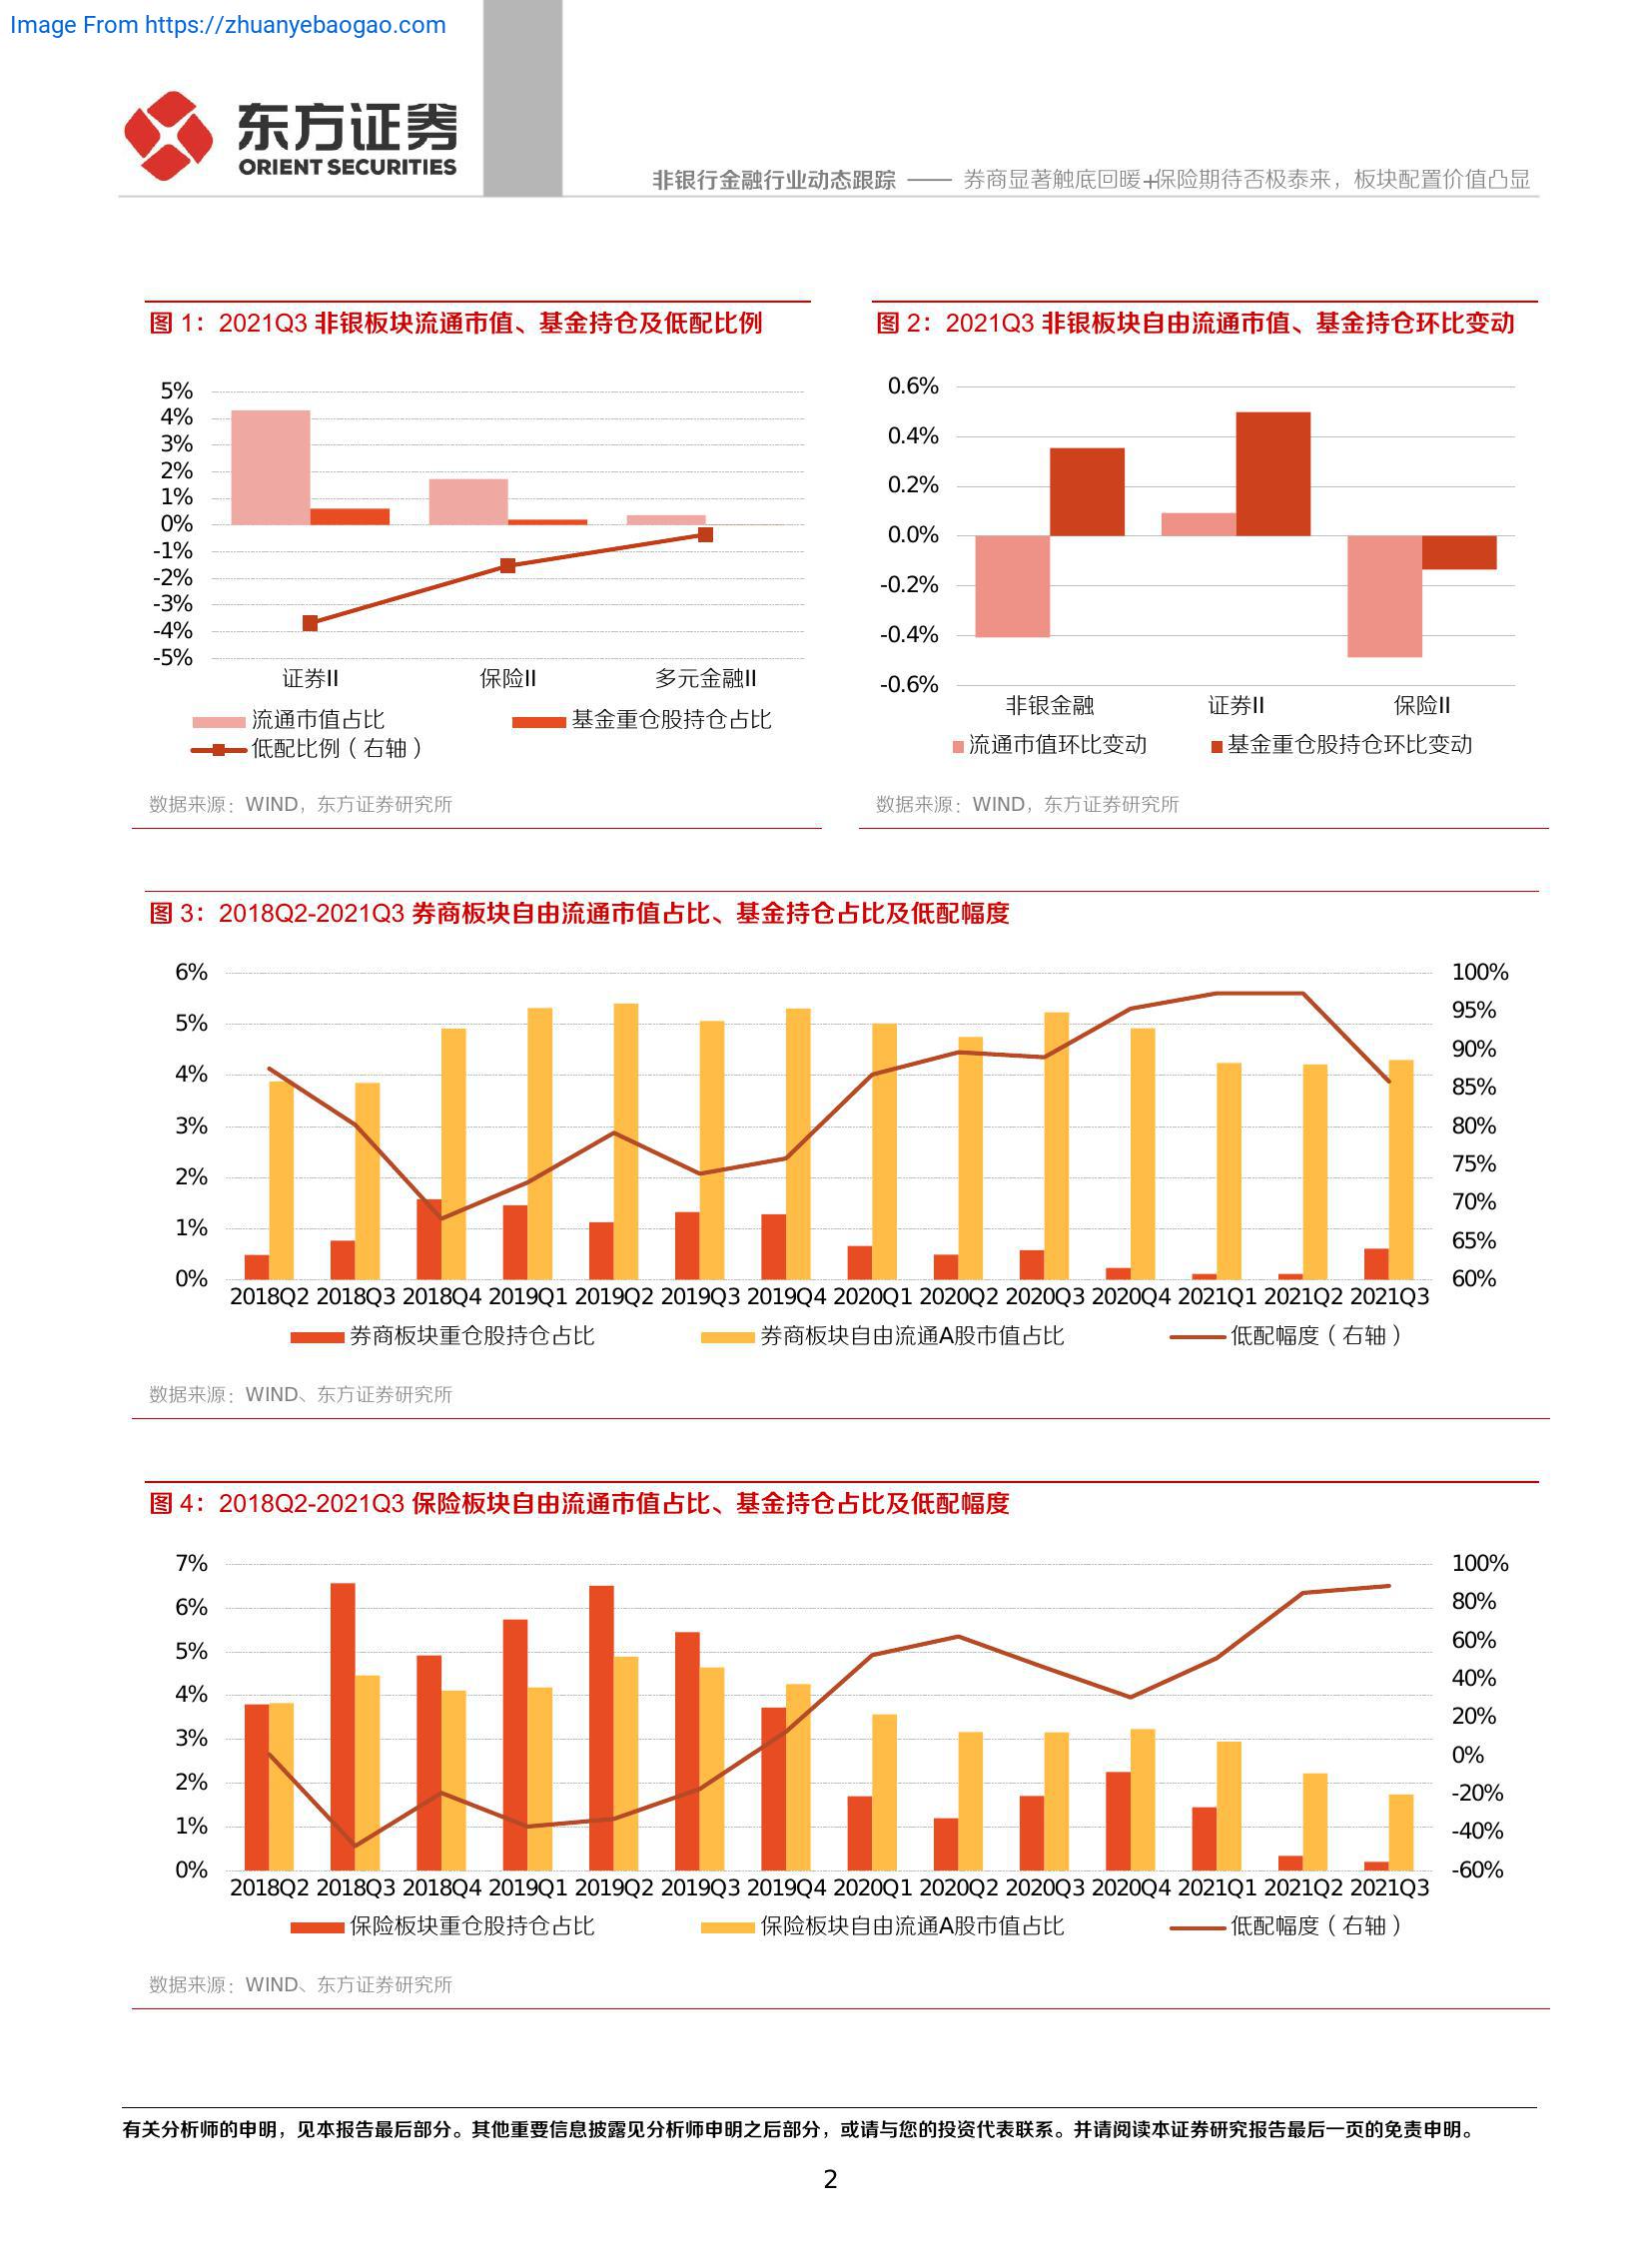 Image From https://zhuanyebaogao.com
东方证券
ORIENT SECURITIES
非银行金融行业动态跟踪 —— 券商显著触底回暖+保险期待否极泰来，板块配置价值凸显
图 1：2021Q3 非银板块流通市值、基金持仓及低配比例
5%
4%
3%
2%
1%
0%
-1%
-2%
-3%
-4%
-5%
证券II 保险II 多元金融II
流通市值占比 基金重仓股持仓占比
低配比例（右轴）
数据来源：WIND，东方证券研究所
图 2：2021Q3 非银板块自由流通市值、基金持仓环比变动
0.6%
0.4%
0.2%
0.0%
-0.2%
-0.4%
-0.6%
非银金融 证券II 保险II
流通市值环比变动 基金重仓股持仓环比变动
数据来源：WIND，东方证券研究所
图 3：2018Q2-2021Q3 券商板块自由流通市值占比、基金持仓占比及低配幅度
6%
5%
4%
3%
2%
1%
0%
100%
95%
90%
85%
80%
75%
70%
65%
60%
2018Q2 2018Q3 2018Q4 2019Q1 2019Q2 2019Q3 2019Q4 2020Q1 2020Q2 2020Q3 2020Q4 2021Q1 2021Q2 2021Q3
券商板块重仓股持仓占比 券商板块自由流通A股市值占比 低配幅度（右轴）
数据来源：WIND、东方证券研究所
图 4：2018Q2-2021Q3 保险板块自由流通市值占比、基金持仓占比及低配幅度
7%
6%
5%
4%
3%
2%
1%
0%
100%
80%
60%
40%
20%
0%
-20%
-40%
-60%
2018Q2 2018Q3 2018Q4 2019Q1 2019Q2 2019Q3 2019Q4 2020Q1 2020Q2 2020Q3 2020Q4 2021Q1 2021Q2 2021Q3
保险板块重仓股持仓占比 保险板块自由流通A股市值占比 低配幅度（右轴）
数据来源：WIND、东方证券研究所
有关分析师的申明，见本报告最后部分。其他重要信息披露见分析师申明之后部分，或请与您的投资代表联系。并请阅读本证券研究报告最后一页的免责申明。
2